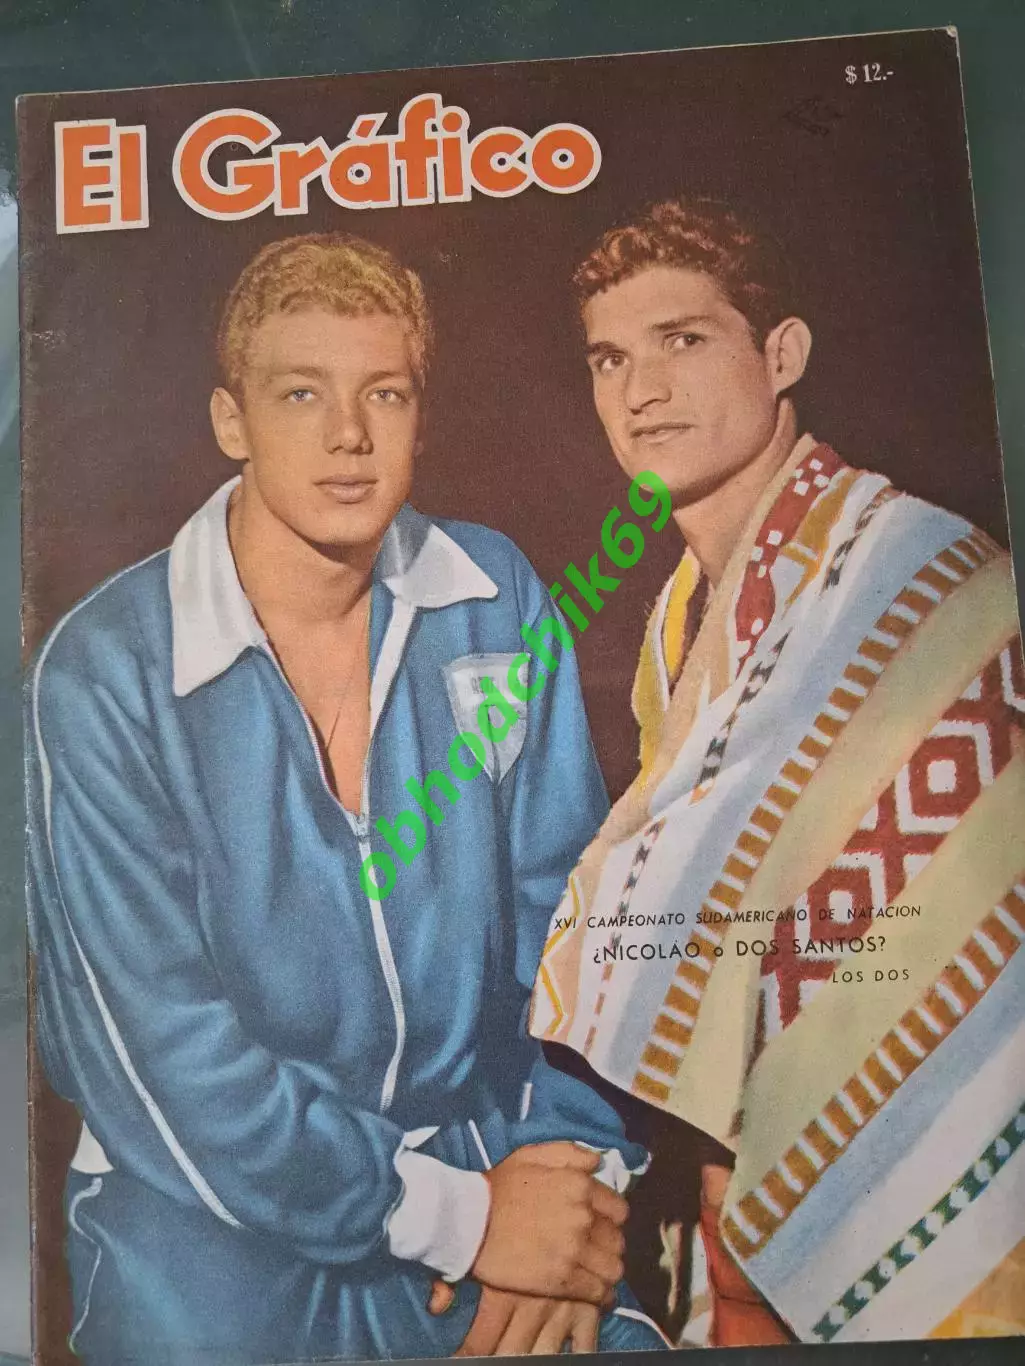 $ 12.-
El Gráfico
obhodchik69
XVI CAMPEONATO SUDAMERICANO DE NATACION
¿NICOLAO o DOS SANTOS?
LOS DOS